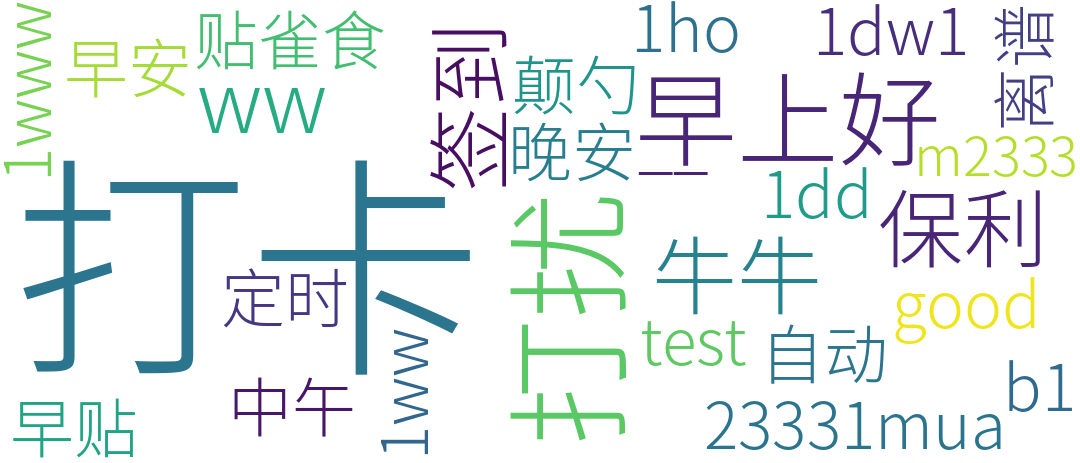 1www
早安
贴雀食
ww
签到
颠勺
晚安
1ho
早上好
1dw1
离谱
m2333
1dd
保利
打卡
打扰
牛牛
定时
test
自动
good
b1
早贴
中午
1ww
23331mua